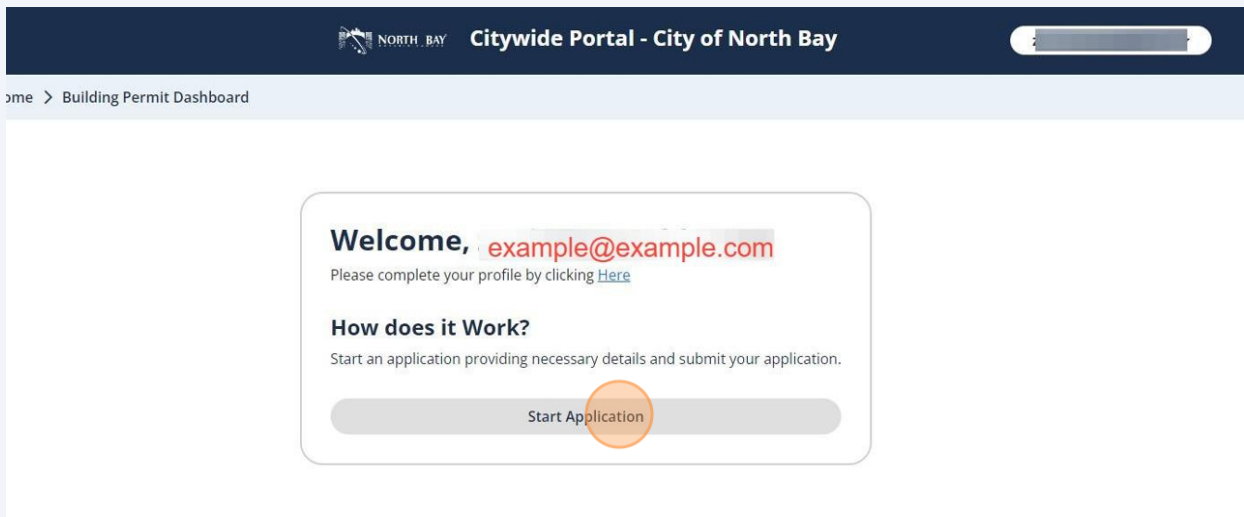 NORTH BAY Citywide Portal - City of North Bay
ome > Building Permit Dashboard
Welcome, example@example.com
Please complete your profile by clicking Here
How does it Work?
Start an application providing necessary details and submit your application.
Start Application